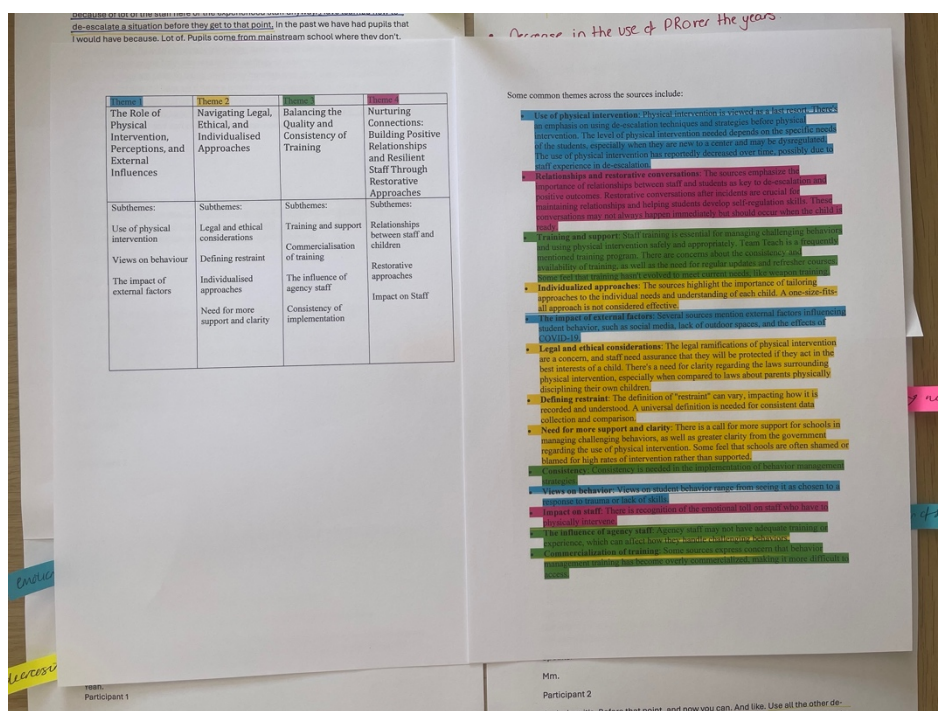 because of lot of the staff here or the experienced staff
de-escalate a situation before they get to that point. In the past we have had pupils that
I would have because. Lot of. Pupils come from mainstream school where they don't.
Decrease in the use of PR over the years.
Theme 1
The Role of
Physical
Intervention,
Perceptions, and
External
Influences
Theme 2
Navigating Legal,
Ethical, and
Individualised
Approaches
Theme 3
Balancing the
Quality and
Consistency of
Training
Theme 4
Nurturing
Connections:
Building Positive
Relationships
and Resilient
Staff Through
Restorative
Approaches
Subthemes:
Use of physical
intervention
Views on behaviour
The impact of
external factors
Subthemes:
Legal and ethical
considerations
Defining restraint
Individualised
approaches
Need for more
support and clarity
Subthemes:
Training and support
Commercialisation
of training
The influence of
agency staff
Consistency of
implementation
Subthemes:
Relationships
between staff and
children
Restorative
approaches
Impact on Staff
Some common themes across the sources include:
• Use of physical intervention: Physical intervention is viewed as a last resort. There's
an emphasis on using de-escalation techniques and strategies before physical
intervention. The level of physical intervention needed depends on the specific needs
of the students, especially when they are new to a center and may be dysregulated.
The use of physical intervention has reportedly decreased over time, possibly due to
staff experience in de-escalation.
• Relationships and restorative conversations: The sources emphasize the
importance of relationships between staff and students as key to de-escalation and
positive outcomes. Restorative conversations after incidents are crucial for
maintaining relationships and helping students develop self-regulation skills. These
conversations may not always happen immediately but should occur when the child is
ready.
• Training and support: Staff training is essential for managing challenging behaviors
and using physical intervention safely and appropriately. Team Teach is a frequently
mentioned training program. There are concerns about the consistency and
availability of training, as well as the need for regular updates and refresher courses.
Some feel that training hasn't evolved to meet current needs, like weapon training.
• Individualized approaches: The sources highlight the importance of tailoring
approaches to the individual needs and understanding of each child. A one-size-fits-
all approach is not considered effective.
• The impact of external factors: Several sources mention external factors influencing
student behavior, such as social media, lack of outdoor spaces, and the effects of
COVID-19.
• Legal and ethical considerations: The legal ramifications of physical intervention
are a concern, and staff need assurance that they will be protected if they act in the
best interests of a child. There's a need for clarity regarding the laws surrounding
physical intervention, especially when compared to laws about parents physically
disciplining their own children.
• Defining restraint: The definition of "restraint" can vary, impacting how it is
recorded and understood. A universal definition is needed for consistent data
collection and comparison.
• Need for more support and clarity: There is a call for more support for schools in
managing challenging behaviors, as well as greater clarity from the government
regarding the use of physical intervention. Some feel that schools are often shamed or
blamed for high rates of intervention rather than supported.
• Consistency: Consistency is needed in the implementation of behavior management
strategies.
• Views on behavior: Views on student behavior range from seeing it as chosen to a
response to trauma or lack of skills.
• Impact on staff: There is recognition of the emotional toll on staff who have to
physically intervene.
• The influence of agency staff: Agency staff may not have adequate training or
experience, which can affect how they handle challenging behaviors.
• Commercialization of training: Some sources express concern that behavior
management training has become overly commercialized, making it more difficult to
access.
Yeah.
Participant 1
Mm.
Participant 2